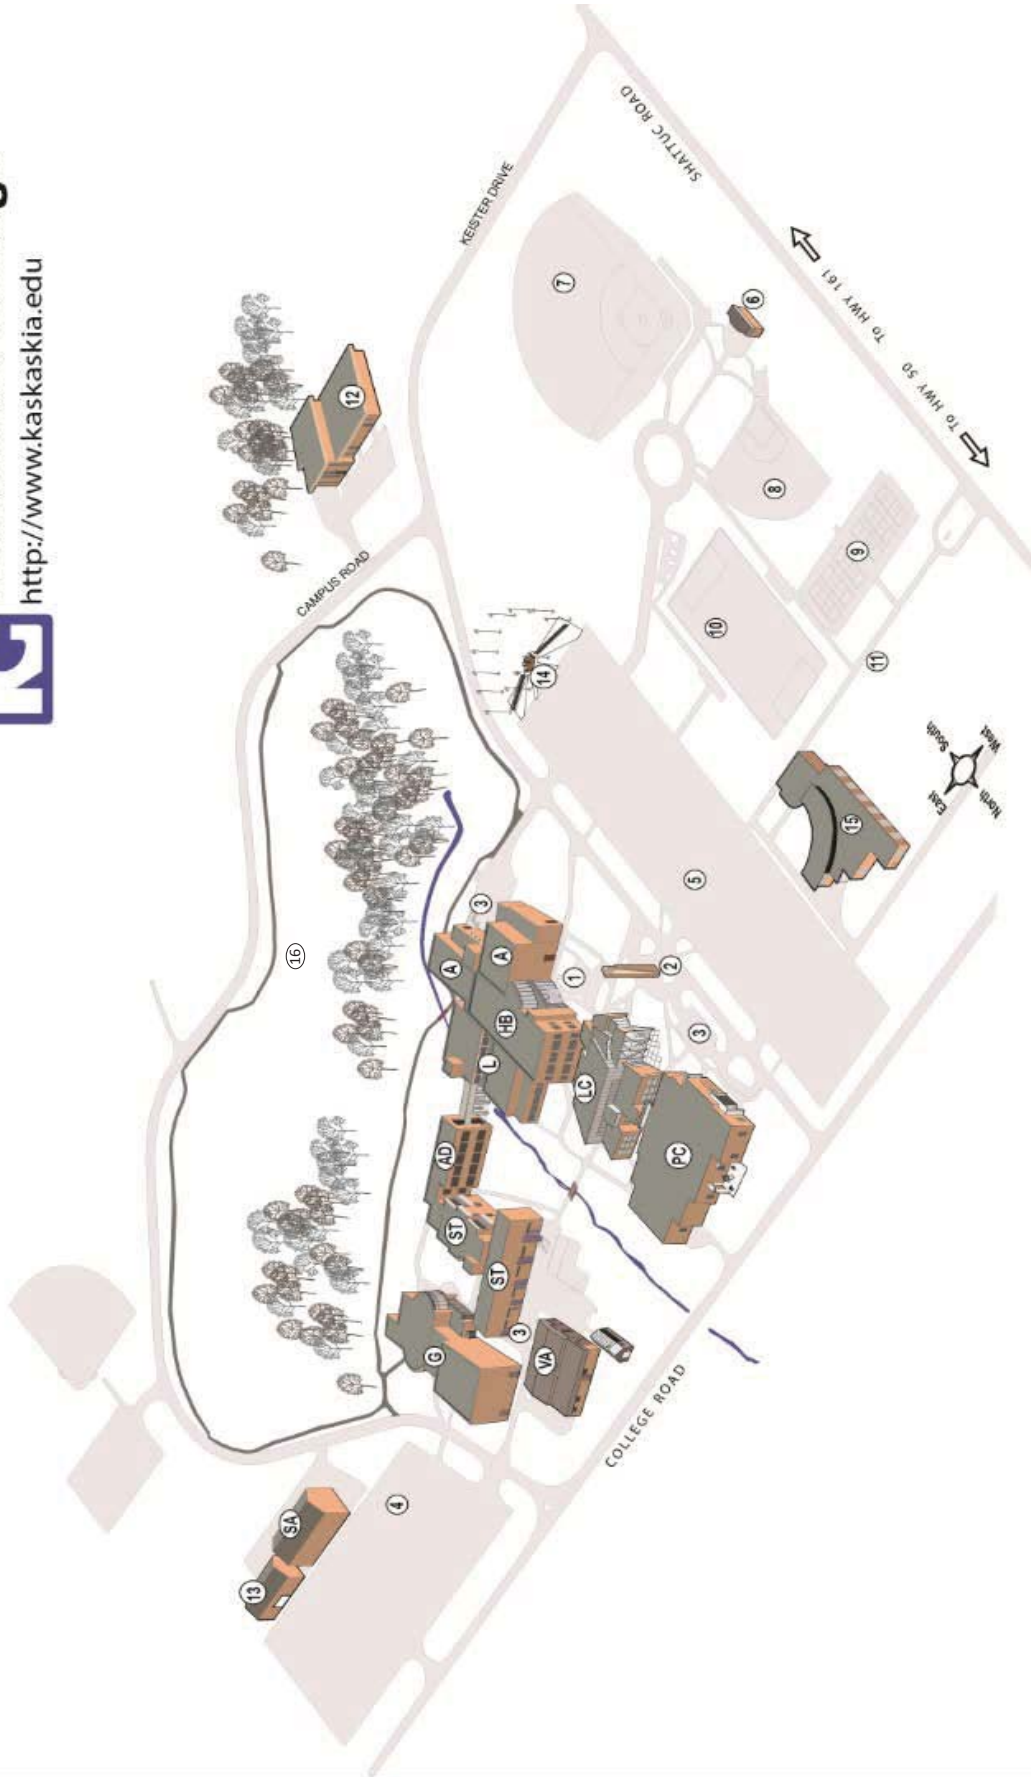 http://www.kaskaskia.edu
SHATTUC ROAD
KEISTER DRIVE
7
6
To HWY 161
To HWY 50
12
8
9
CAMPUS ROAD
10
11
14
South
West
East
North
15
5
16
3
A
A
1
2
HB
L
3
LC
AD
PC
ST
ST
3
G
VA
COLLEGE ROAD
4
SA
13